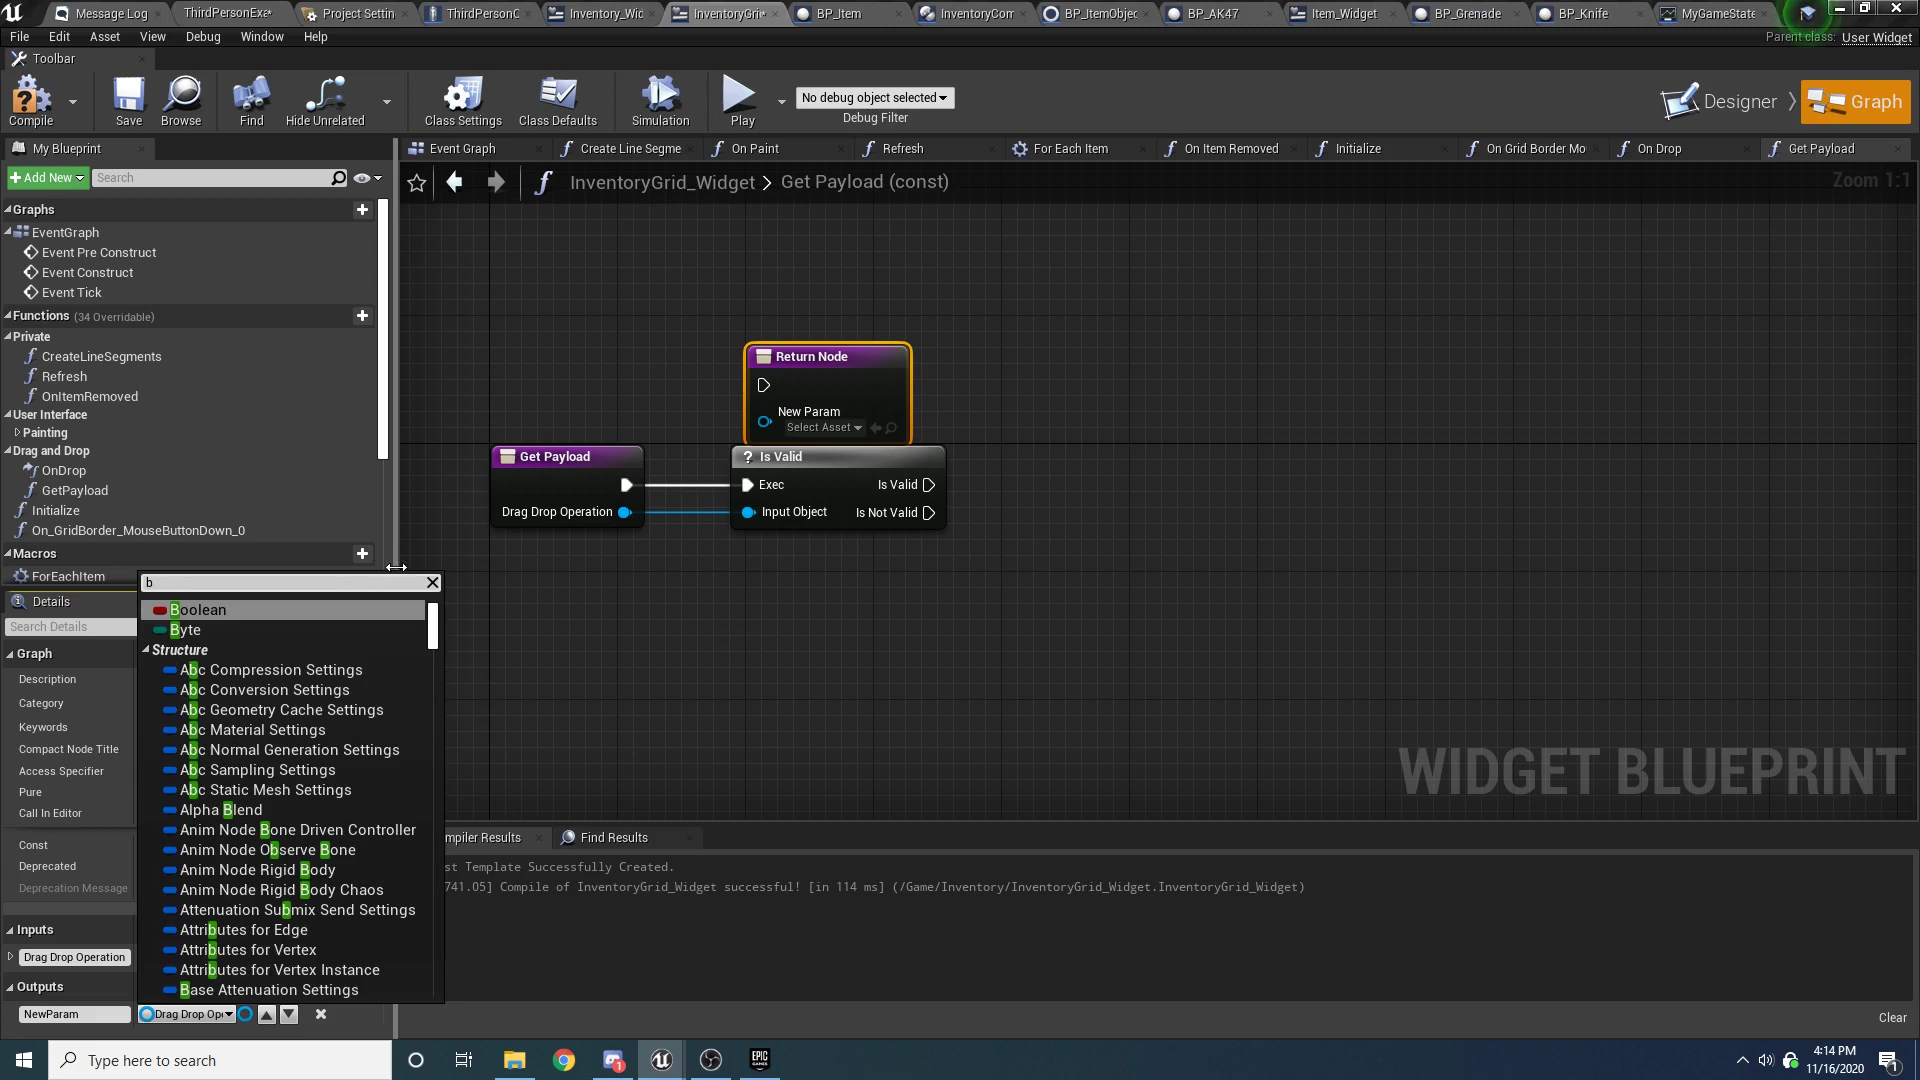 Message Log
ThirdPersonExa*
Project Settin
ThirdPersonC
Inventory_Wid
InventoryGri*
BP_Item
InventoryCom
BP_ItemObjec
BP_AK47
Item_Widget
BP_Grenade
BP_Knife
MyGameState
File Edit Asset View Debug Window Help
Parent class: User Widget
Toolbar
Compile
Save
Browse
Find
Hide Unrelated
Class Settings
Class Defaults
Simulation
Play
No debug object selected
Debug Filter
Designer
Graph
My Blueprint
Event Graph
Create Line Segme
On Paint
Refresh
For Each Item
On Item Removed
Initialize
On Grid Border Mo
On Drop
Get Payload
Add New
Search
InventoryGrid_Widget > Get Payload (const)
Zoom 1:1
Graphs
EventGraph
Event Pre Construct
Event Construct
Event Tick
Functions (34 Overridable)
Private
CreateLineSegments
Refresh
OnItemRemoved
User Interface
Painting
Drag and Drop
OnDrop
GetPayload
Initialize
On_GridBorder_MouseButtonDown_0
Macros
ForEachItem
Return Node
New Param
Select Asset
Get Payload
Drag Drop Operation
? Is Valid
Exec Is Valid
Input Object Is Not Valid
WIDGET BLUEPRINT
b
Boolean
Byte
Structure
Abc Compression Settings
Abc Conversion Settings
Abc Geometry Cache Settings
Abc Material Settings
Abc Normal Generation Settings
Abc Sampling Settings
Abc Static Mesh Settings
Alpha Blend
Anim Node Bone Driven Controller
Anim Node Observe Bone
Anim Node Rigid Body
Anim Node Rigid Body Chaos
Attenuation Submix Send Settings
Attributes for Edge
Attributes for Vertex
Attributes for Vertex Instance
Base Attenuation Settings
Details
Search Details
Graph
Description
Category
Keywords
Compact Node Title
Access Specifier
Pure
Call In Editor
Const
Deprecated
Deprecation Message
Inputs
Drag Drop Operation
Outputs
NewParam
Drag Drop Ope
mpiler Results
Find Results
st Template Successfully Created.
741.05] Compile of InventoryGrid_Widget successful! [in 114 ms] (/Game/Inventory/InventoryGrid_Widget.InventoryGrid_Widget)
Clear
Type here to search
1
EPIC GAMES
4:14 PM
11/16/2020
1